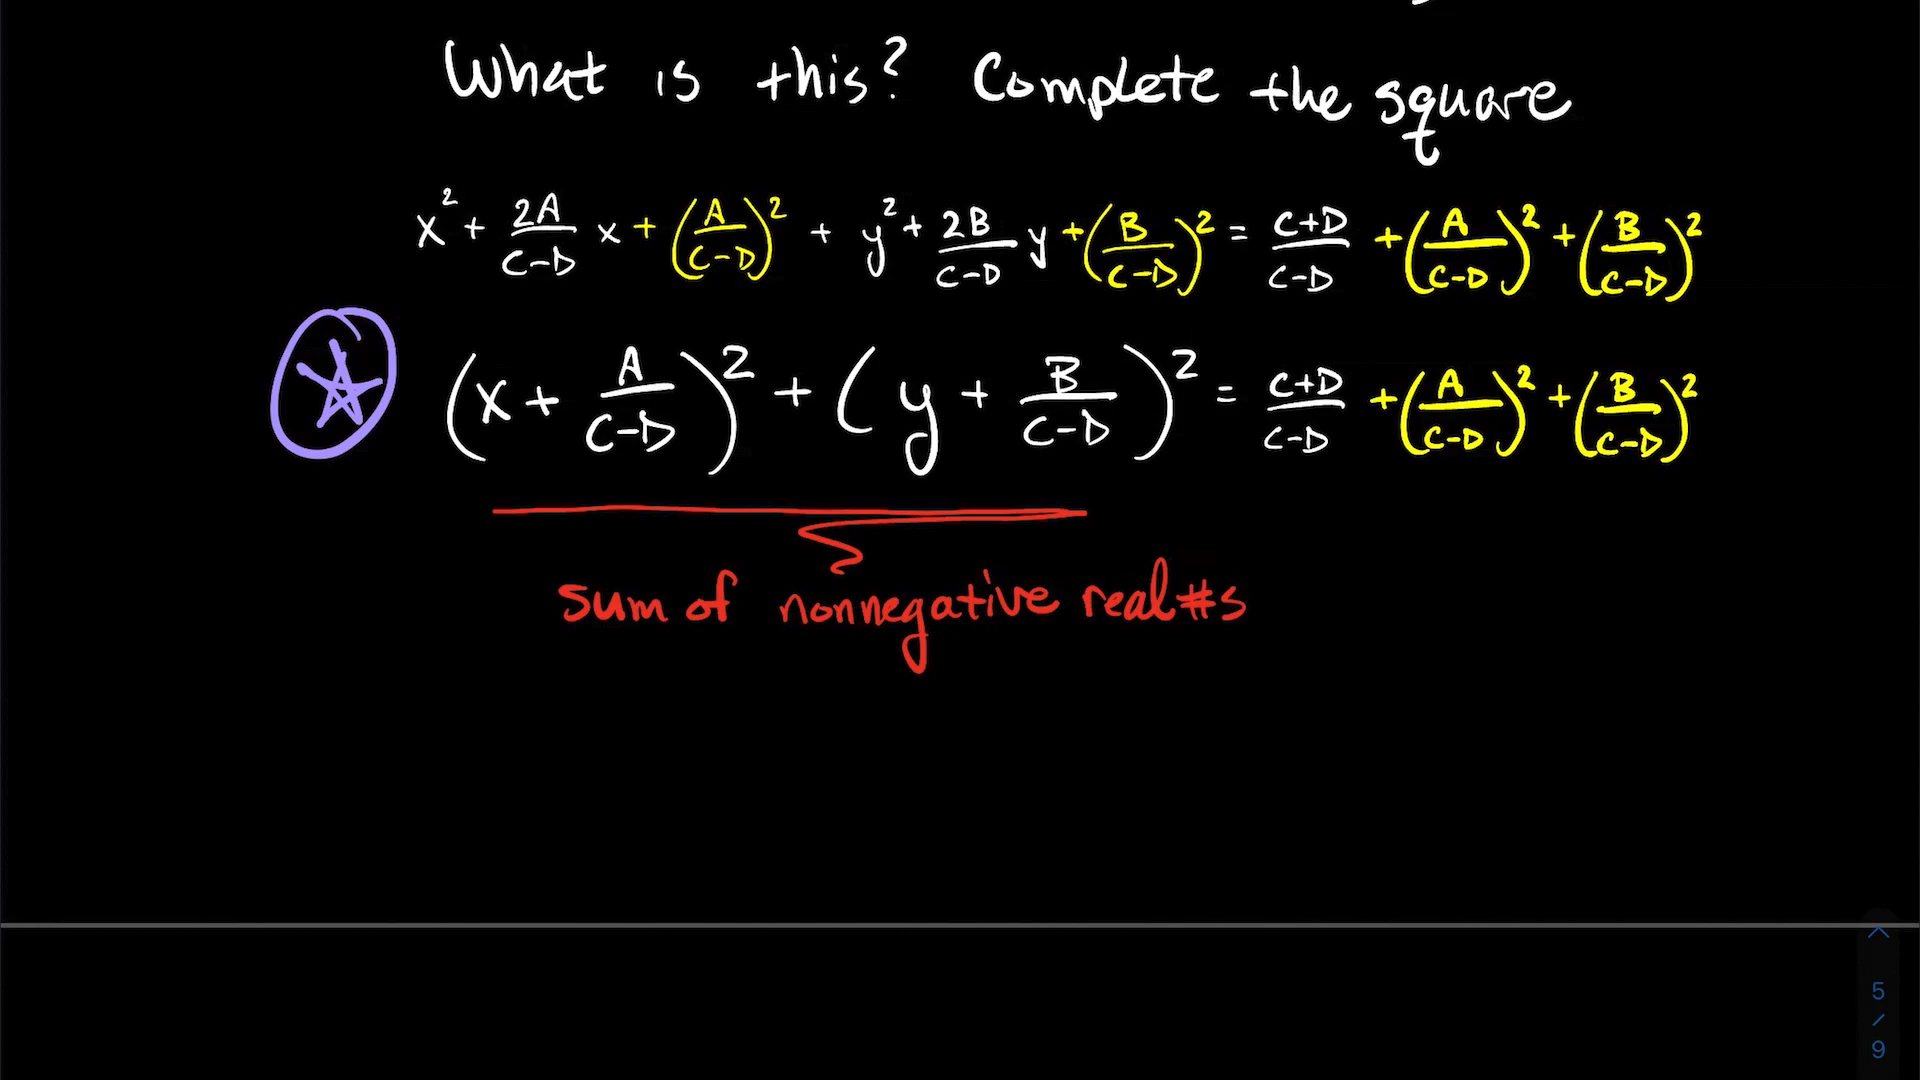 What is this? Complete the square
x² + 2A/(C-D) x + (A/(C-D))² + y² + 2B/(C-D) y + (B/(C-D))² = (C+D)/(C-D) + (A/(C-D))² + (B/(C-D))²
(x + A/(C-D))² + (y + B/(C-D))² = (C+D)/(C-D) + (A/(C-D))² + (B/(C-D))²
sum of nonnegative real #s
5
/
9